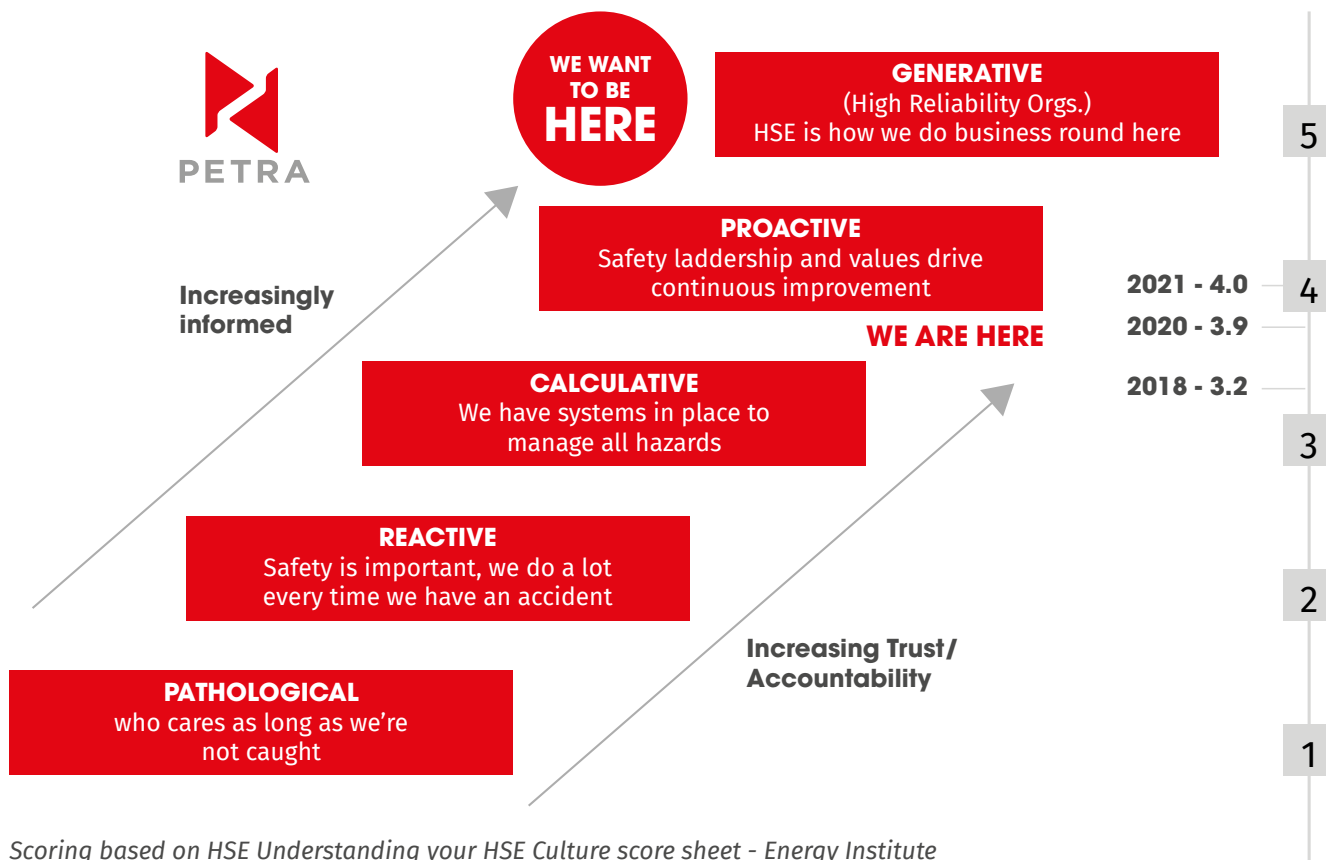 PETRA
WE WANT
TO BE
HERE
GENERATIVE
(High Reliability Orgs.)
HSE is how we do business round here
5
PROACTIVE
Safety laddership and values drive
continuous improvement
Increasingly
informed
2021 - 4.0
4
WE ARE HERE
2020 - 3.9
2018 - 3.2
CALCULATIVE
We have systems in place to
manage all hazards
3
REACTIVE
Safety is important, we do a lot
every time we have an accident
2
Increasing Trust/
Accountability
PATHOLOGICAL
who cares as long as we’re
not caught
1
Scoring based on HSE Understanding your HSE Culture score sheet - Energy Institute